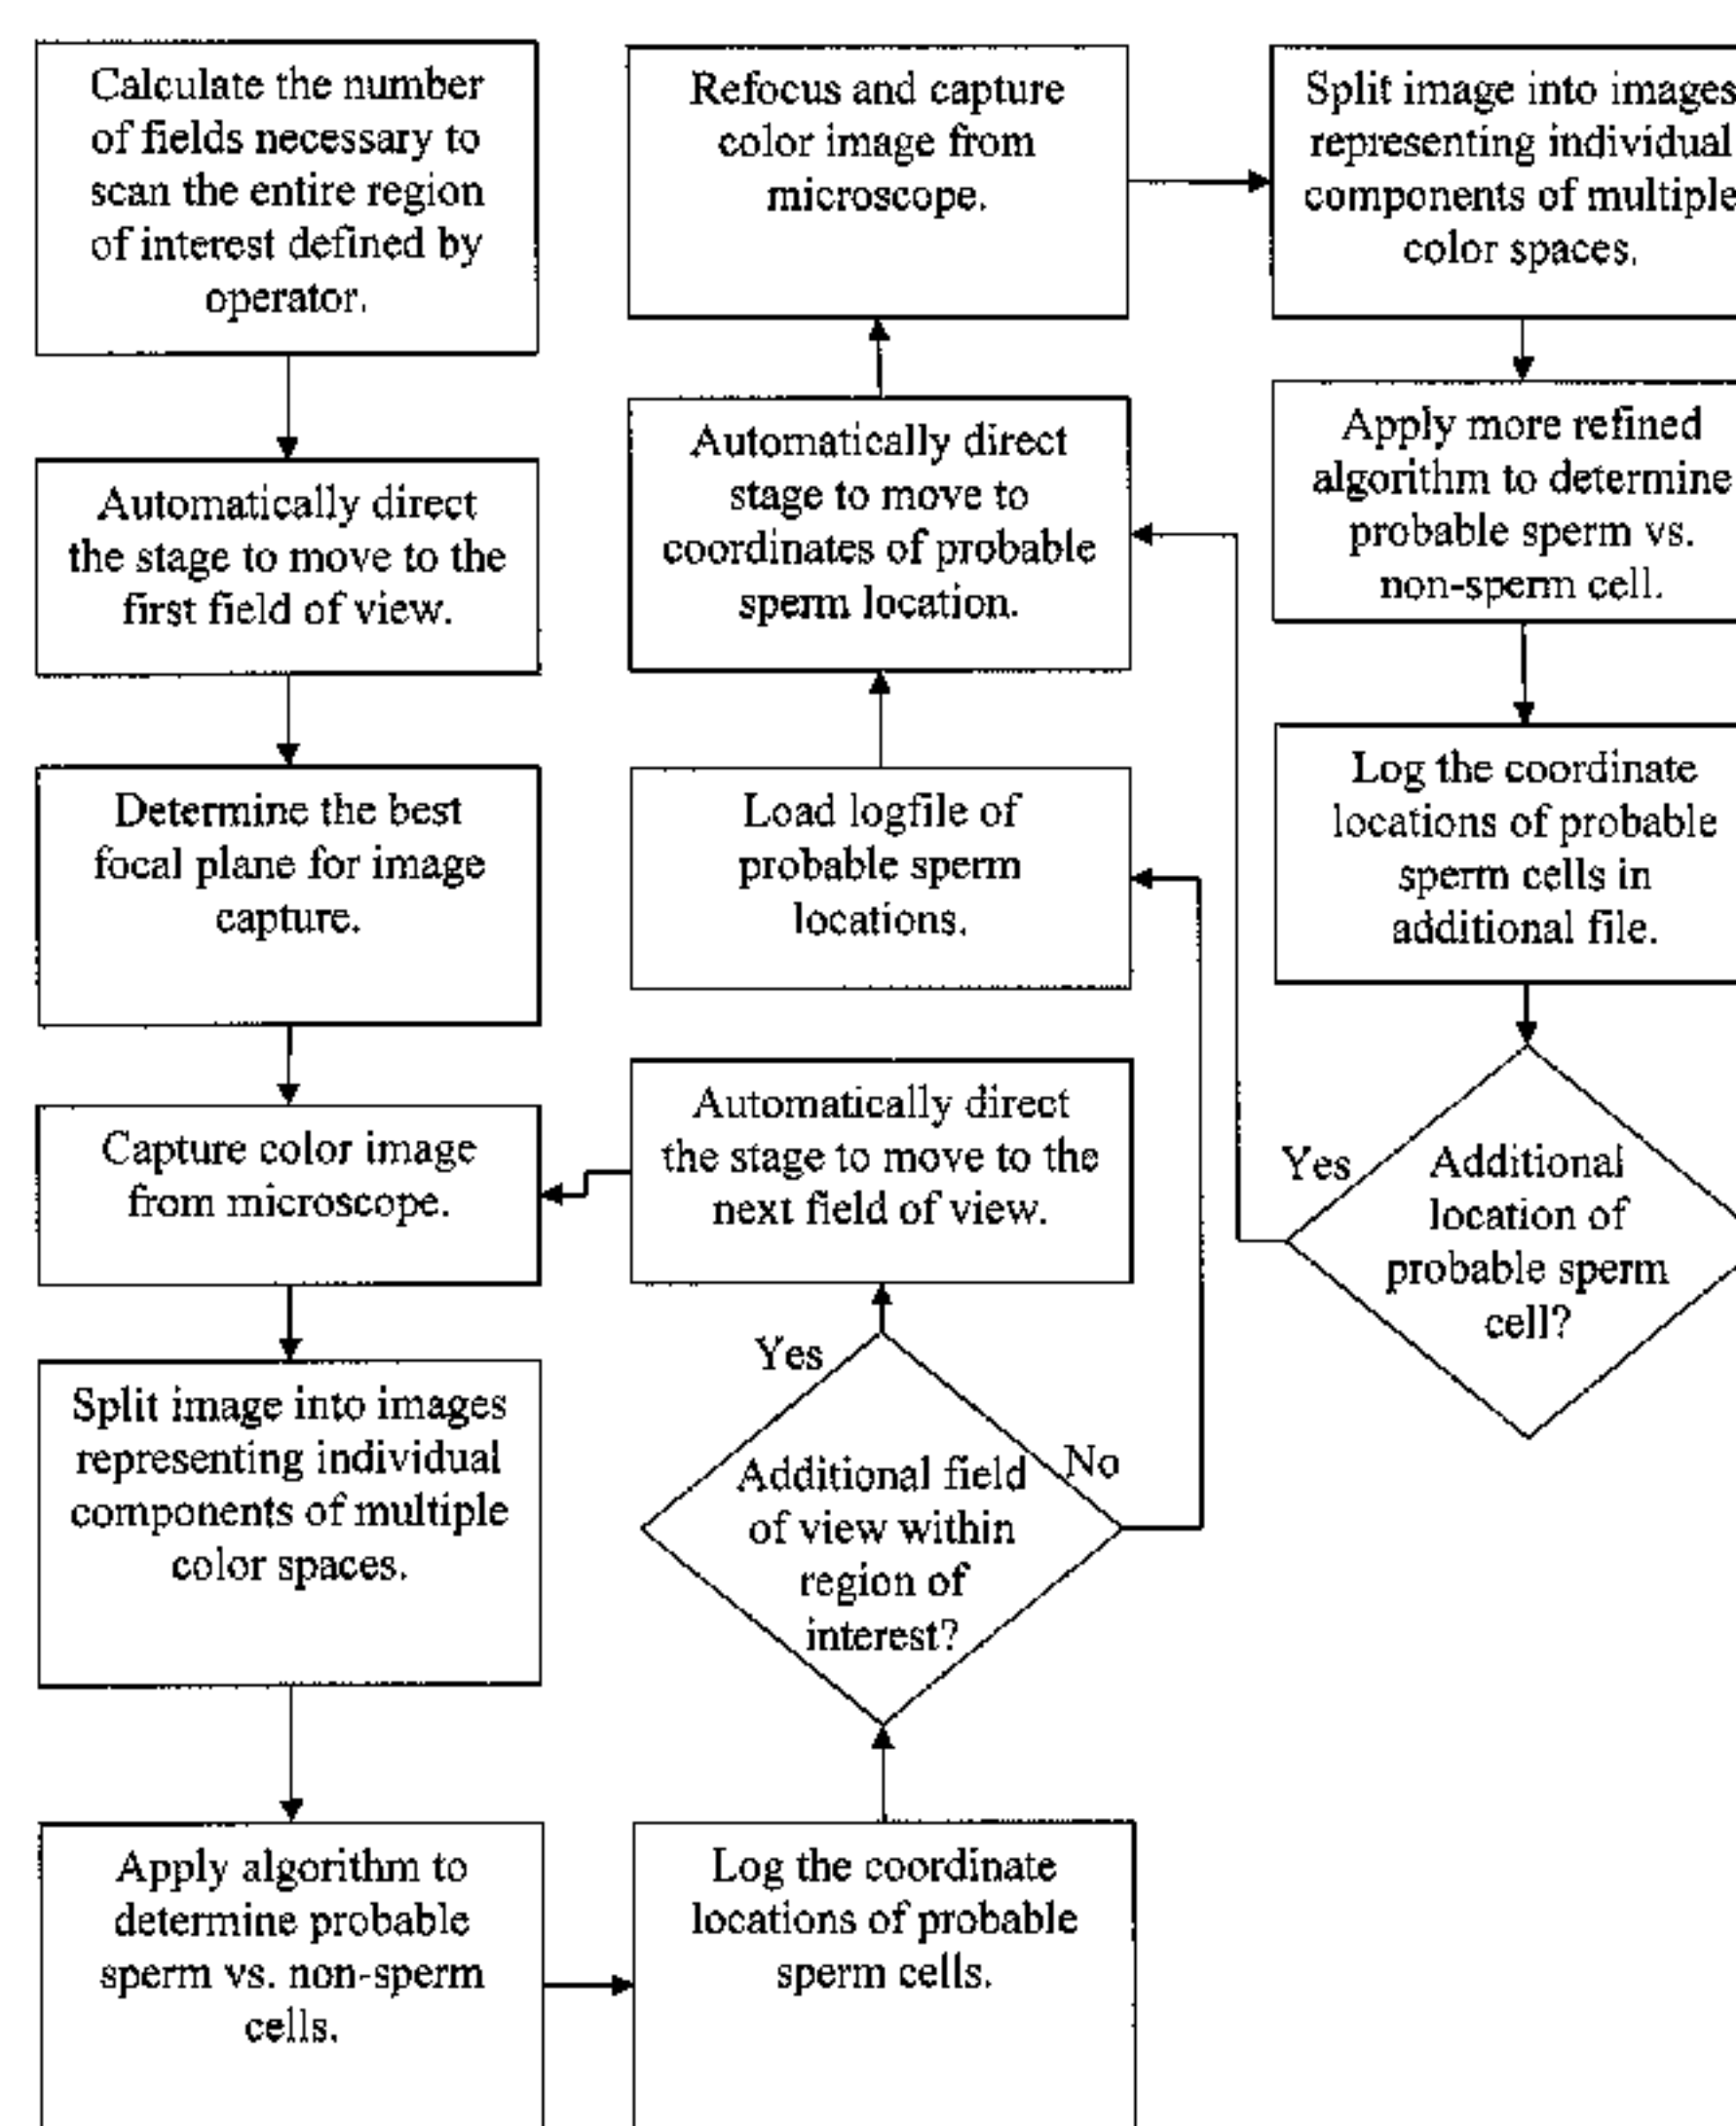 Calculate the number
of fields necessary to
scan the entire region
of interest defined by
operator.
Automatically direct
the stage to move to the
first field of view.
Determine the best
focal plane for image
capture.
Capture color image
from microscope.
Split image into images
representing individual
components of multiple
color spaces.
Apply algorithm to
determine probable
sperm vs. non-sperm
cells.
Log the coordinate
locations of probable
sperm cells.
Additional field
of view within
region of
interest?
Yes
No
Automatically direct
the stage to move to the
next field of view.
Load logfile of
probable sperm
locations.
Automatically direct
stage to move to
coordinates of probable
sperm location.
Refocus and capture
color image from
microscope.
Split image into images
representing individual
components of multiple
color spaces.
Apply more refined
algorithm to determine
probable sperm vs.
non-sperm cell.
Log the coordinate
locations of probable
sperm cells in
additional file.
Yes
Additional
location of
probable sperm
cell?